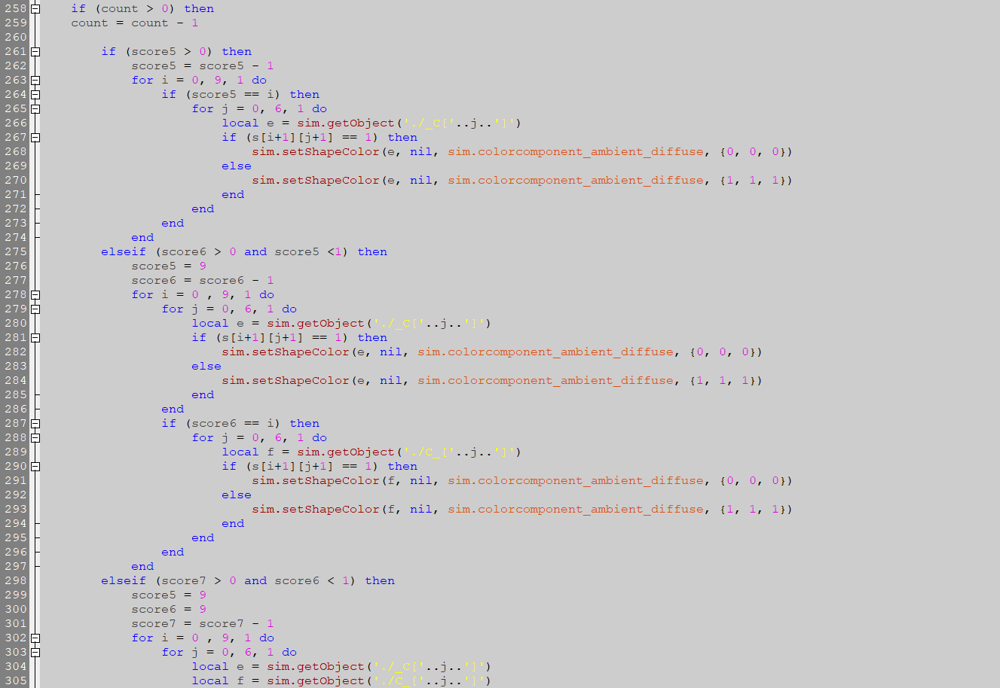 258 if (count > 0) then
259 count = count - 1
260
261 if (score5 > 0) then
262 score5 = score5 - 1
263 for i = 0, 9, 1 do
264 if (score5 == i) then
265 for j = 0, 6, 1 do
266 local e = sim.getObject('./_C['..j..']')
267 if (s[i+1][j+1] == 1) then
268 sim.setShapeColor(e, nil, sim.colorcomponent_ambient_diffuse, {0, 0, 0})
269 else
270 sim.setShapeColor(e, nil, sim.colorcomponent_ambient_diffuse, {1, 1, 1})
271 end
272 end
273 end
274 end
275 elseif (score6 > 0 and score5 <1) then
276 score5 = 9
277 score6 = score6 - 1
278 for i = 0 , 9, 1 do
279 for j = 0, 6, 1 do
280 local e = sim.getObject('./_C['..j..']')
281 if (s[i+1][j+1] == 1) then
282 sim.setShapeColor(e, nil, sim.colorcomponent_ambient_diffuse, {0, 0, 0})
283 else
284 sim.setShapeColor(e, nil, sim.colorcomponent_ambient_diffuse, {1, 1, 1})
285 end
286 end
287 if (score6 == i) then
288 for j = 0, 6, 1 do
289 local f = sim.getObject('./C_['..j..']')
290 if (s[i+1][j+1] == 1) then
291 sim.setShapeColor(f, nil, sim.colorcomponent_ambient_diffuse, {0, 0, 0})
292 else
293 sim.setShapeColor(f, nil, sim.colorcomponent_ambient_diffuse, {1, 1, 1})
294 end
295 end
296 end
297 end
298 elseif (score7 > 0 and score6 < 1) then
299 score5 = 9
300 score6 = 9
301 score7 = score7 - 1
302 for i = 0 , 9, 1 do
303 for j = 0, 6, 1 do
304 local e = sim.getObject('./_C['..j..']')
305 local f = sim.getObject('./C_['..j..']')